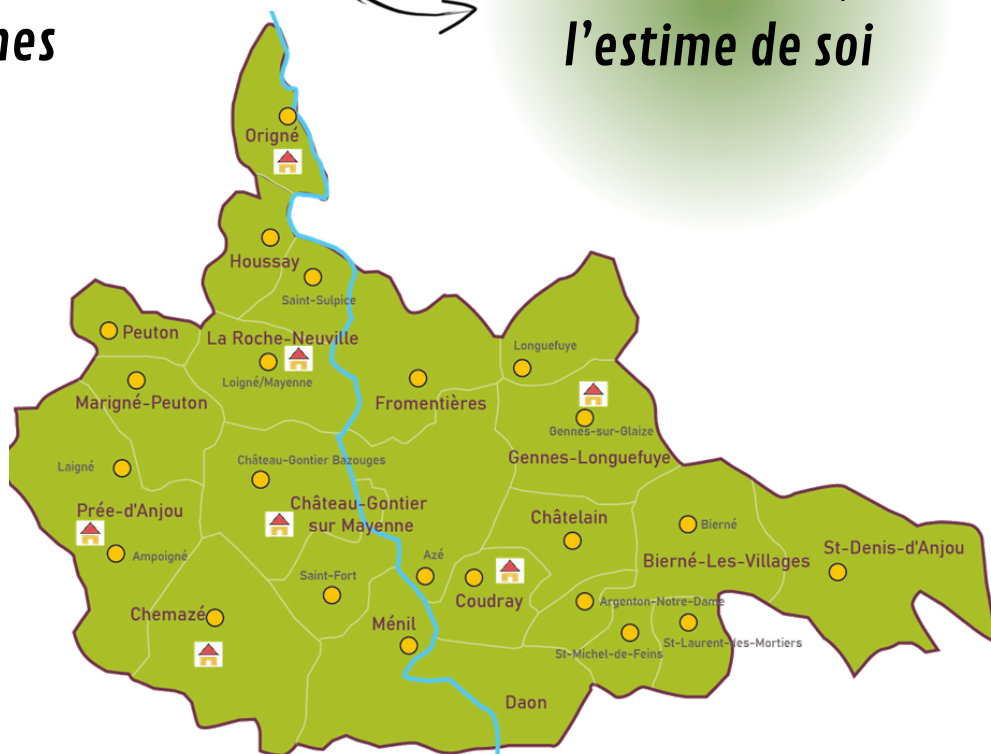 l'estime de soi
Origné
Houssay
Saint-Sulpice
Peuton
La Roche-Neuville
Longuefuye
Loigné/Mayenne
Marigné-Peuton
Fromentières
Gennes-sur-Glaize
Gennes-Longuefuye
Château-Gontier Bazouges
Laigné
Château-Gontier
sur Mayenne
Prée-d'Anjou
Châtelain
Bierné
Ampoigné
Azé
Bierné-Les-Villages
St-Denis-d'Anjou
Saint-Fort
Coudray
Argenton-Notre-Dame
Chemazé
Ménil
St-Laurent-des-Mortiers
St-Michel-de-Feins
Daon